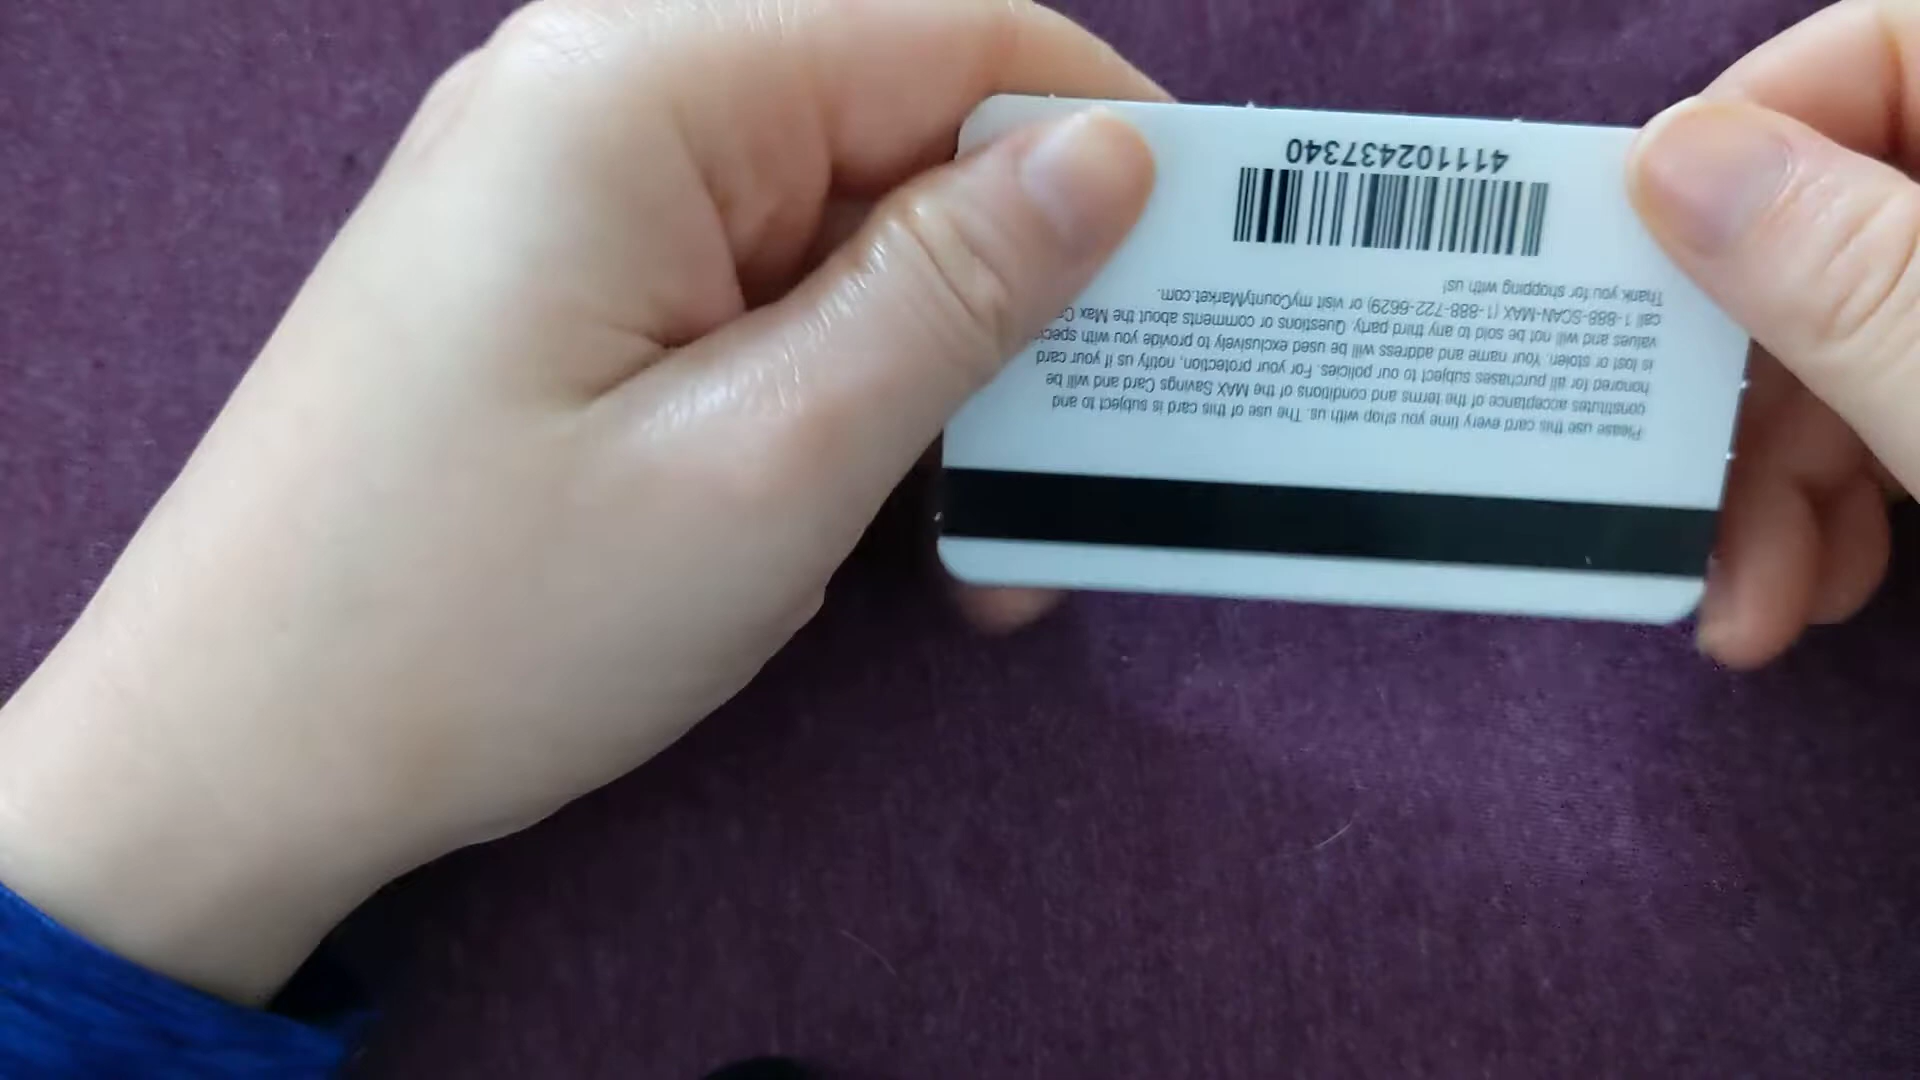 Please use this card every time you shop with us. The use of this card is subject to and
constitutes acceptance of the terms and conditions of the MAX Savings Card and will be
honored for all purchases subject to our policies. For your protection, notify us if your card
is lost or stolen. Your name and address will be used exclusively to provide you with
values and will not be sold to any third party. Questions or comments about the Max
call 1-888-SCAN-MAX (1-888-722-6629) or visit myCountyMarket.com.
Thank you for shopping with us!
411102437340